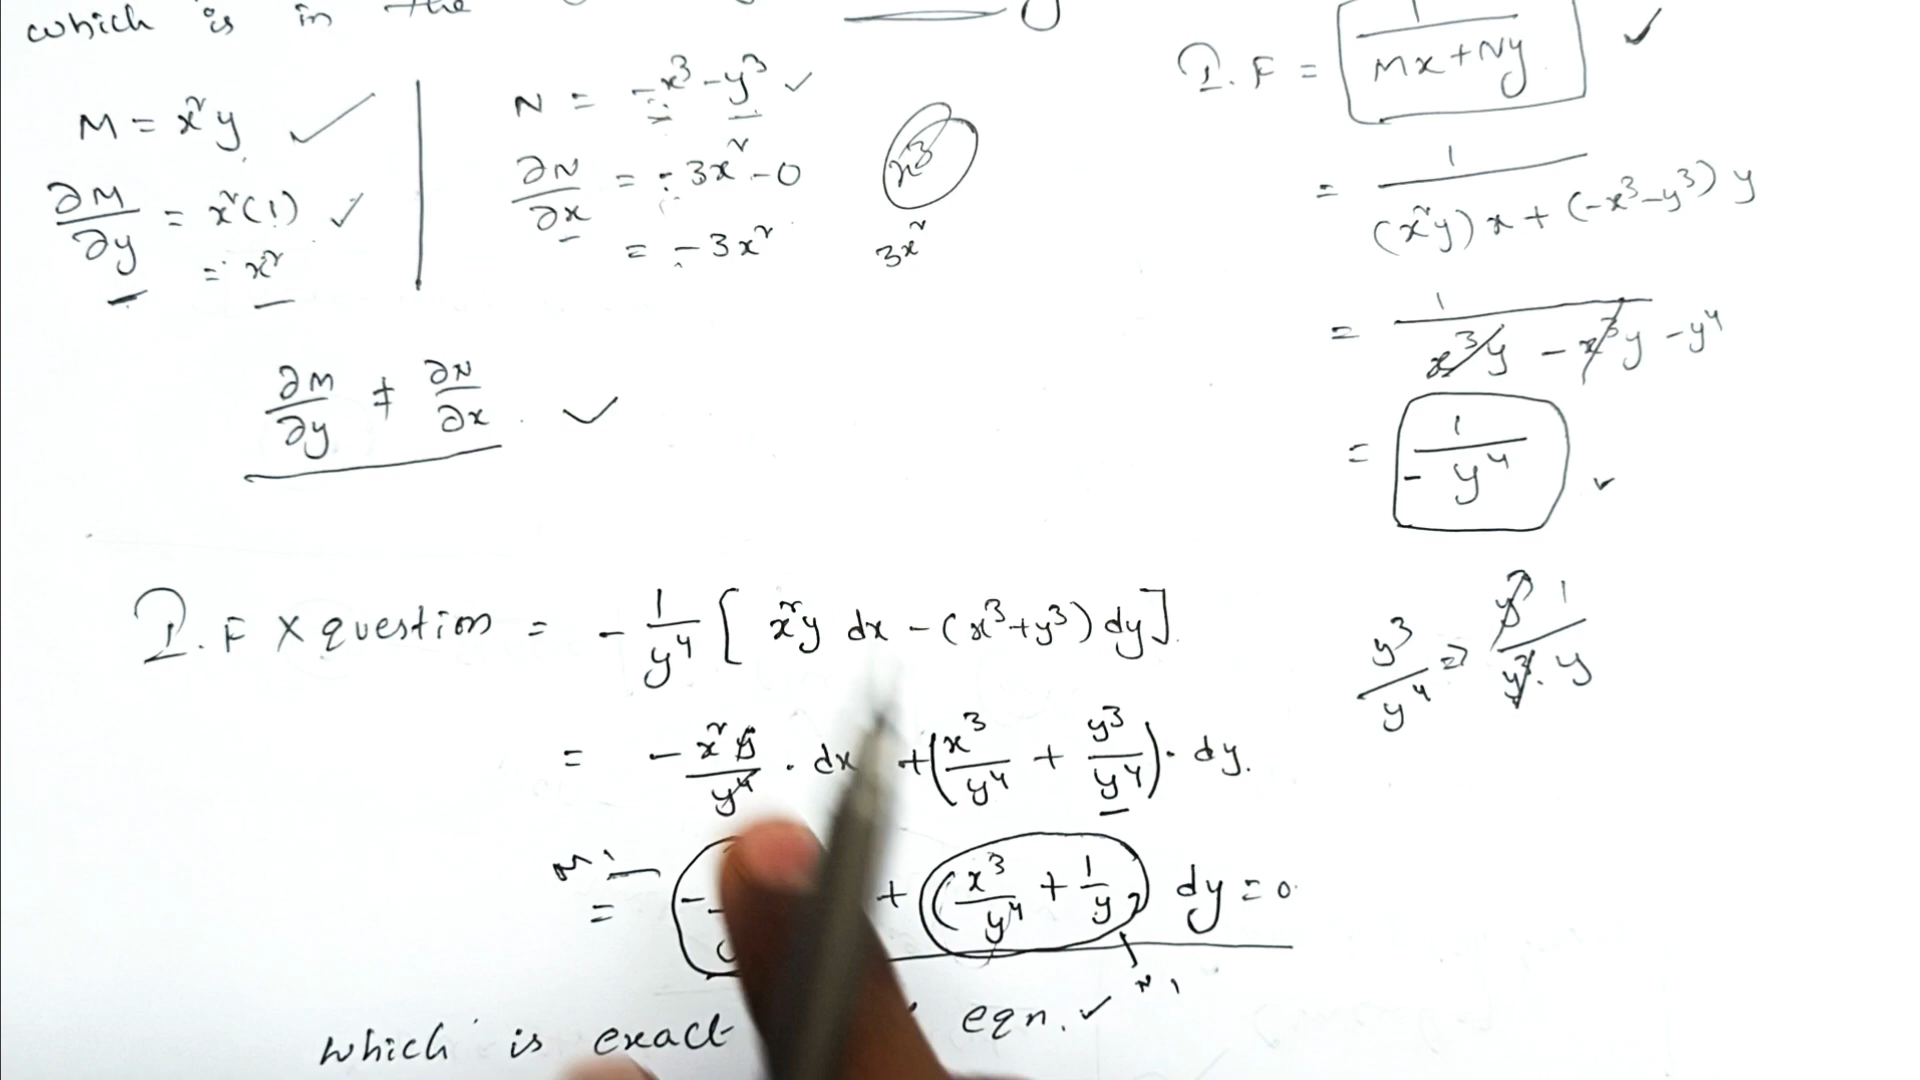 which is in the
M = x²y ✓
∂M/∂y = x²(1) ✓
= x²
N = -x³ - y³ ✓
∂N/∂x = -3x² - 0
= -3x²
x³
3x²
∂M/∂y ≠ ∂N/∂x . ✓
I.F = 1/(Mx+Ny) ✓
= 1/((x²y)x + (-x³-y³)y)
= 1/(x³y - x³y - y⁴)
= -1/y⁴ ✓
I.F X question = -1/y⁴ [ x²y dx - (x³+y³) dy ]
= -x²y/y⁴ . dx + (x³/y⁴ + y³/y⁴) . dy.
y³/y⁴ ⇒ y³ 1/y³.y
M₁
= - + (x³/y⁴ + 1/y) dy = 0
N₁
which is exact eqn. ✓